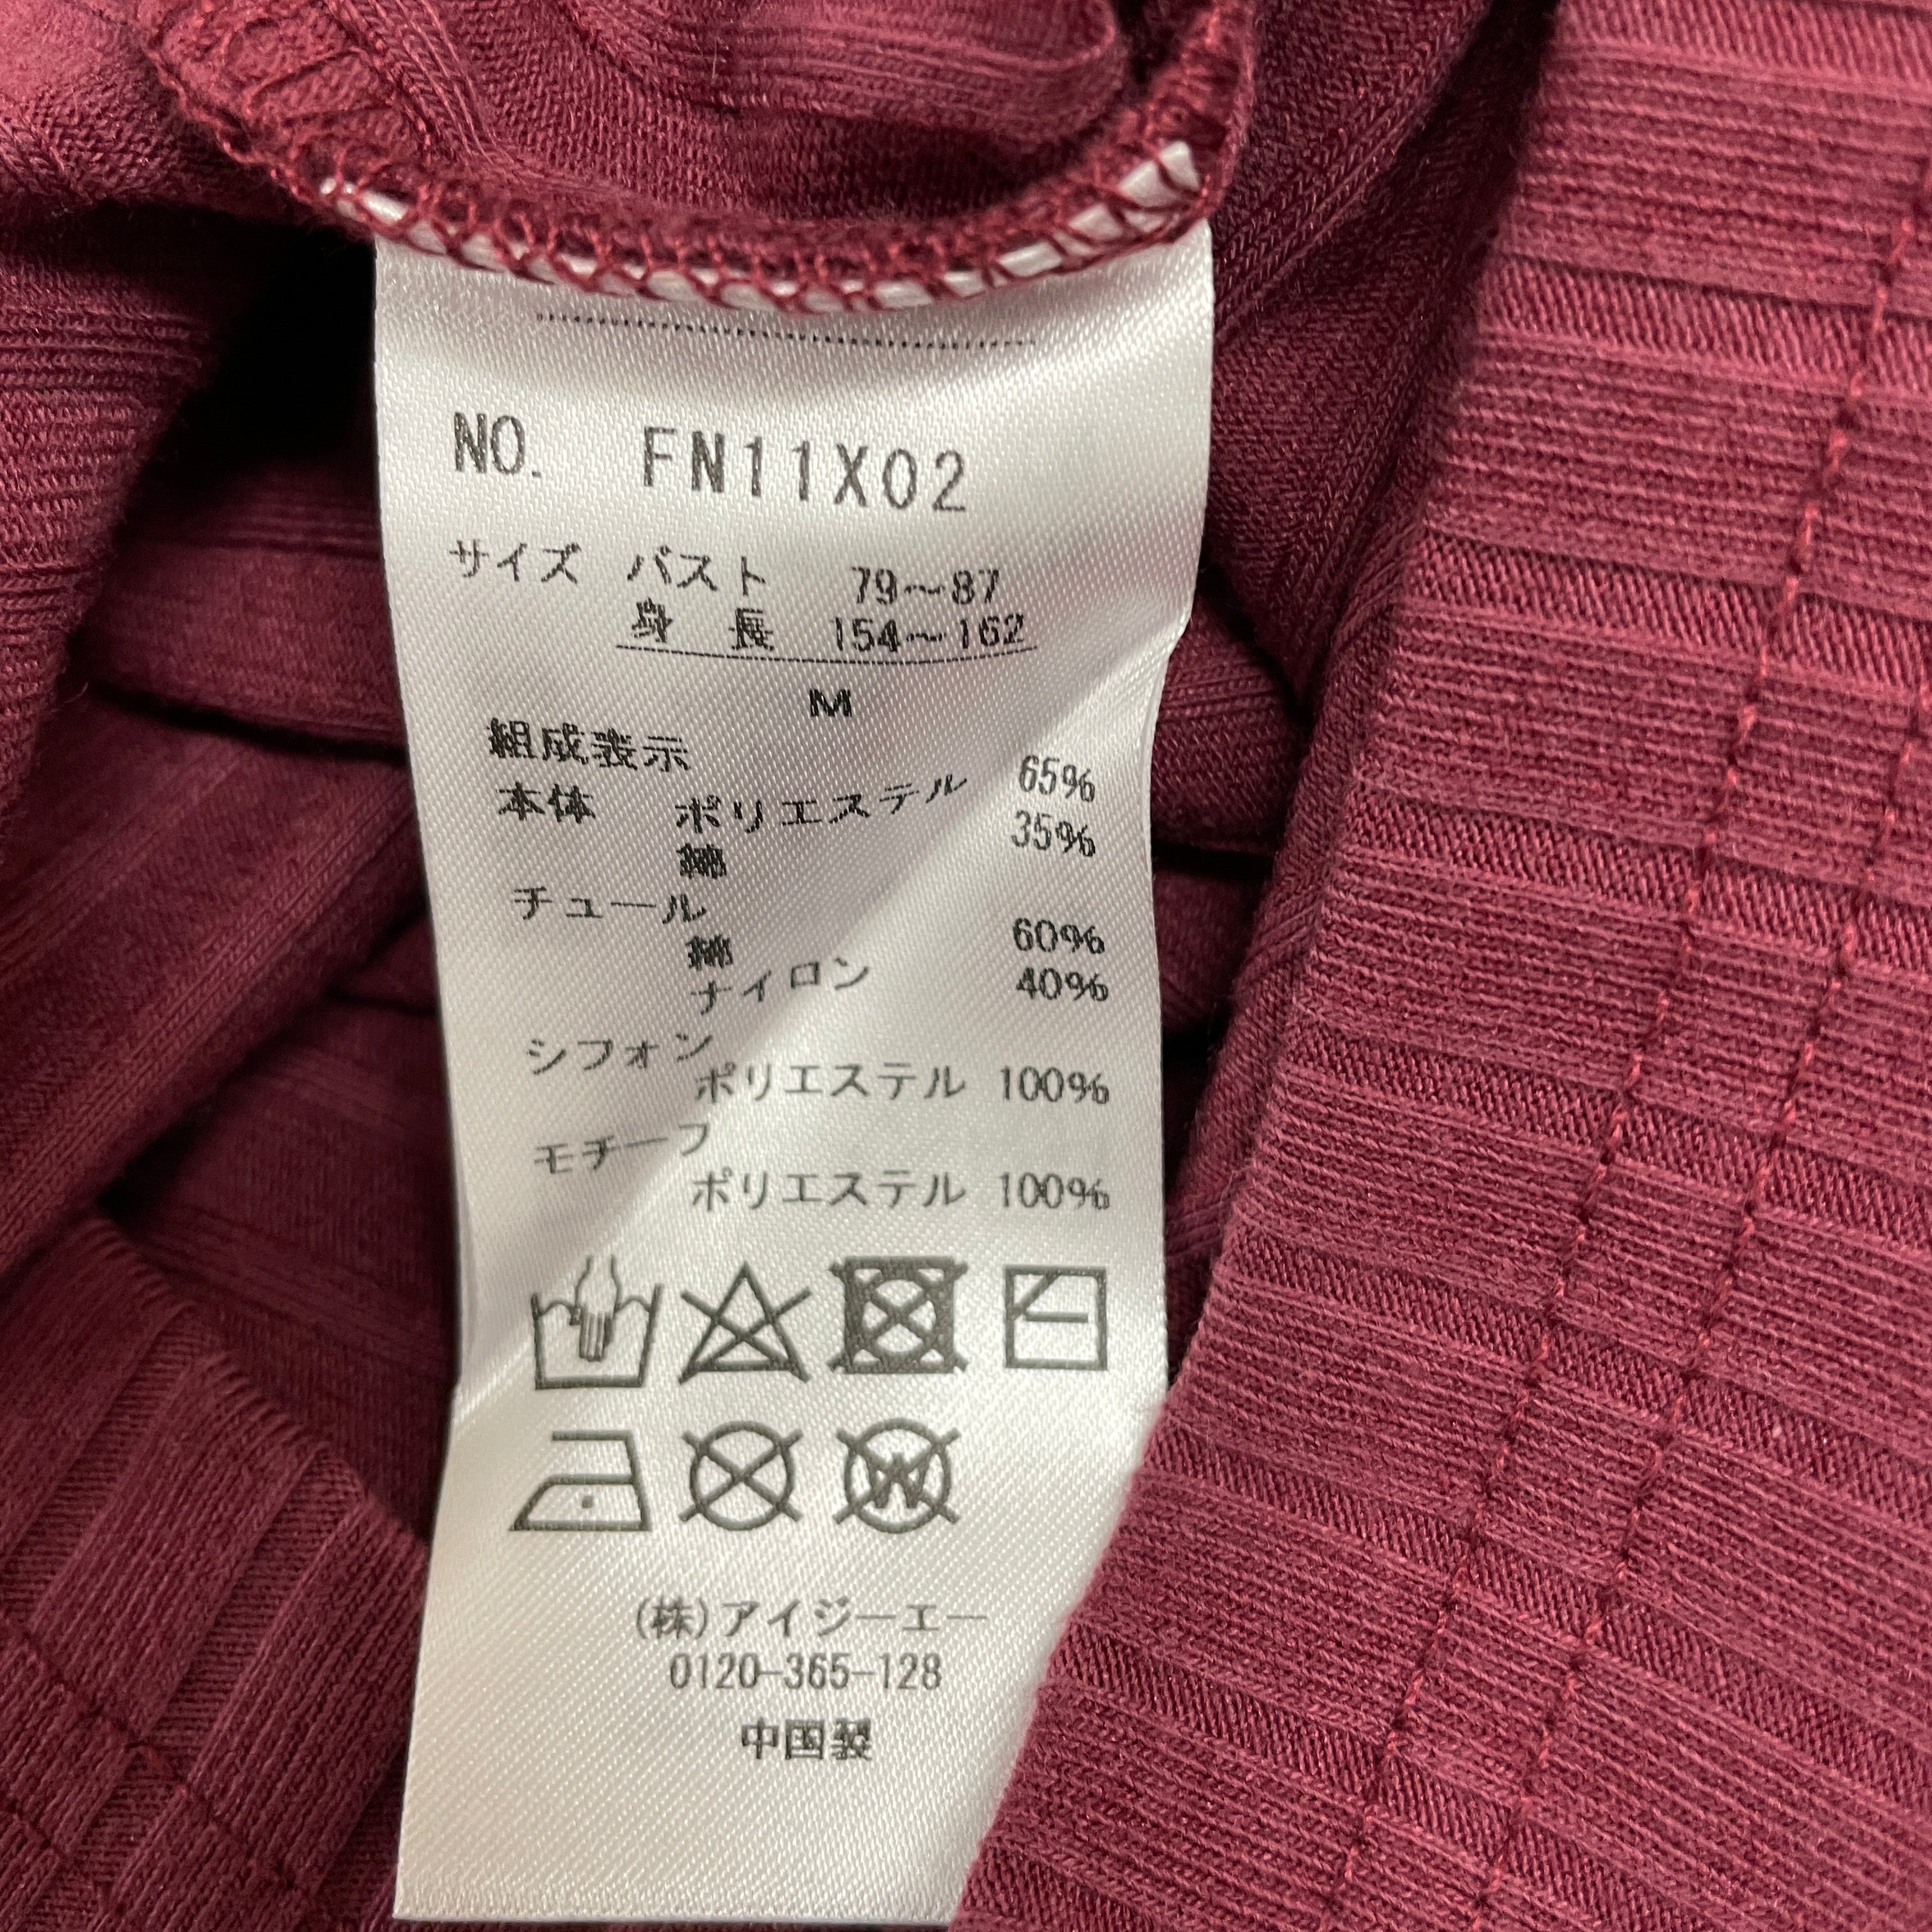 NO. FN11X02
サイズ バスト 79～87
身 長 154～162
M
組成表示
本体 ポリエステル 65%
綿 35%
チュール
綿 60%
ナイロン 40%
シフォン
ポリエステル 100%
モチーフ
ポリエステル 100%
W
(株)アイジーエー
0120-365-128
中国製